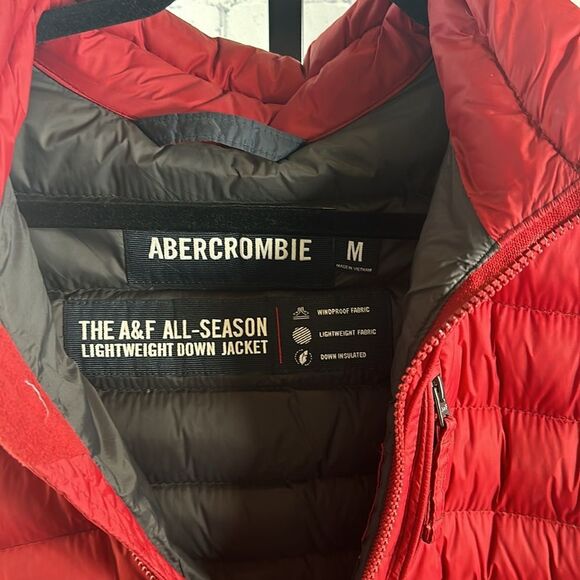 ABERCROMBIE
M
MADE IN VIETNAM
THE A&F ALL-SEASON
LIGHTWEIGHT DOWN JACKET
WINDPROOF FABRIC
LIGHTWEIGHT FABRIC
DOWN INSULATED